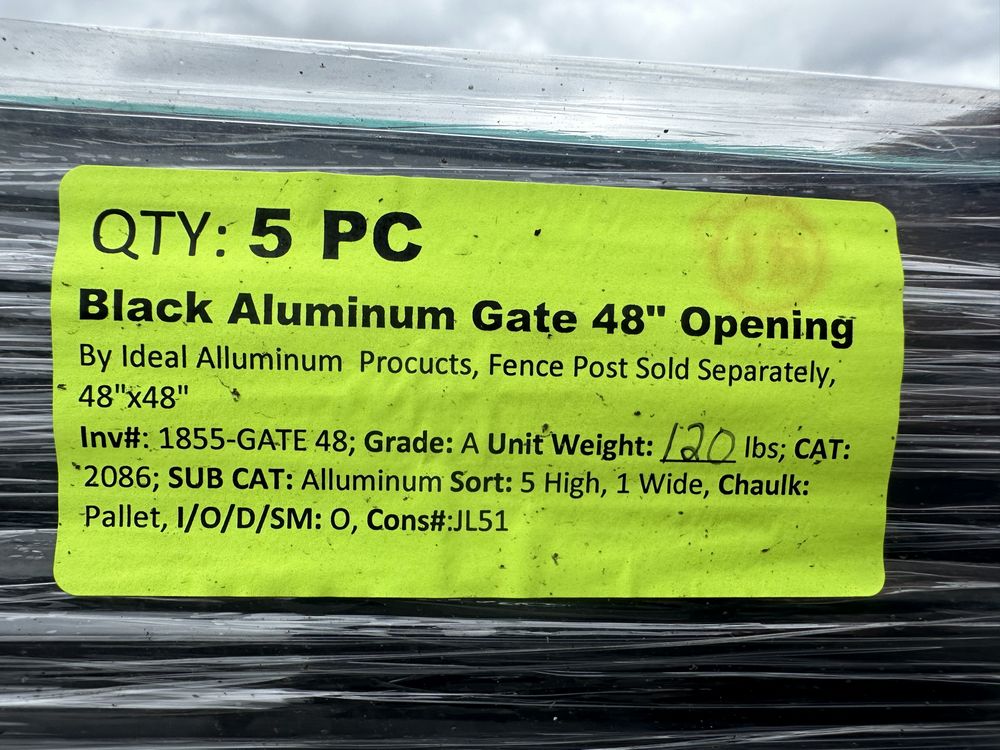 QTY: 5 PC
Black Aluminum Gate 48" Opening
By Ideal Alluminum Procucts, Fence Post Sold Separately,
48"x48"
Inv#: 1855-GATE 48; Grade: A Unit Weight: 120 lbs; CAT:
2086; SUB CAT: Alluminum Sort: 5 High, 1 Wide, Chaulk:
Pallet, I/O/D/SM: O, Cons#:JL51